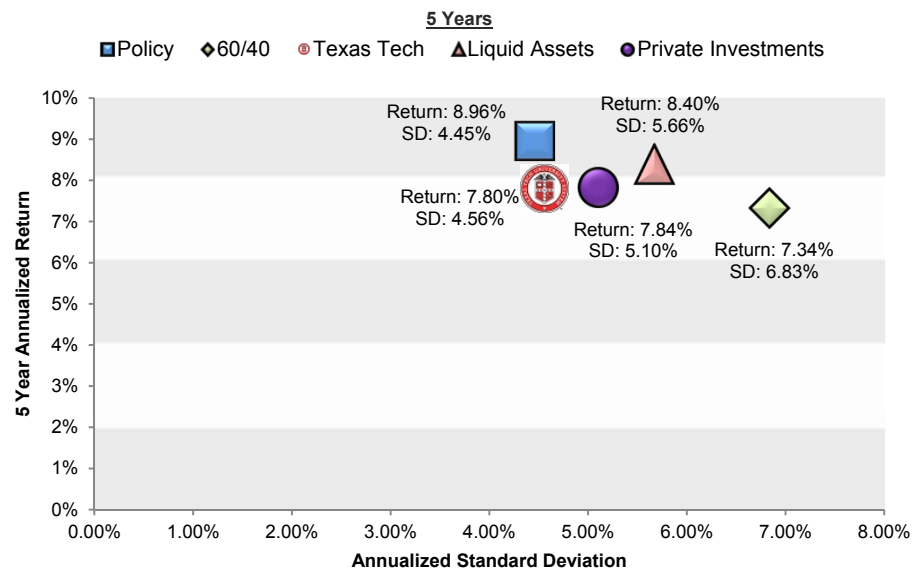 5 Years
Policy 60/40 Texas Tech Liquid Assets Private Investments
10%
9%
8%
7%
6%
5%
4%
3%
2%
1%
0%
5 Year Annualized Return
Return: 8.96%
SD: 4.45%
Return: 8.40%
SD: 5.66%
Return: 7.80%
SD: 4.56%
Return: 7.84%
SD: 5.10%
Return: 7.34%
SD: 6.83%
0.00% 1.00% 2.00% 3.00% 4.00% 5.00% 6.00% 7.00% 8.00%
Annualized Standard Deviation